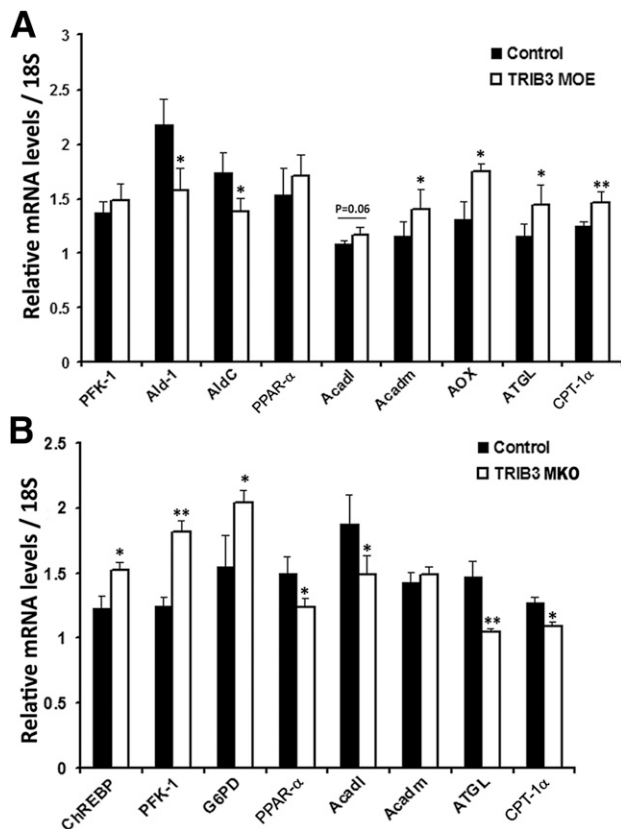 A
Relative mRNA levels / 18S
3
2.5
2
1.5
1
0.5
0
Control
TRIB3 MOE
*
*
P=0.06
*
*
*
**
PFK-1
Ald-1
AldC
PPAR-α
Acadl
Acadm
AOX
ATGL
CPT-1α
B
Relative mRNA levels / 18S
2.5
2
1.5
1
0.5
0
Control
TRIB3 MKO
*
**
*
*
*
**
*
ChREBP
PFK-1
G6PD
PPAR-α
Acadl
Acadm
ATGL
CPT-1α